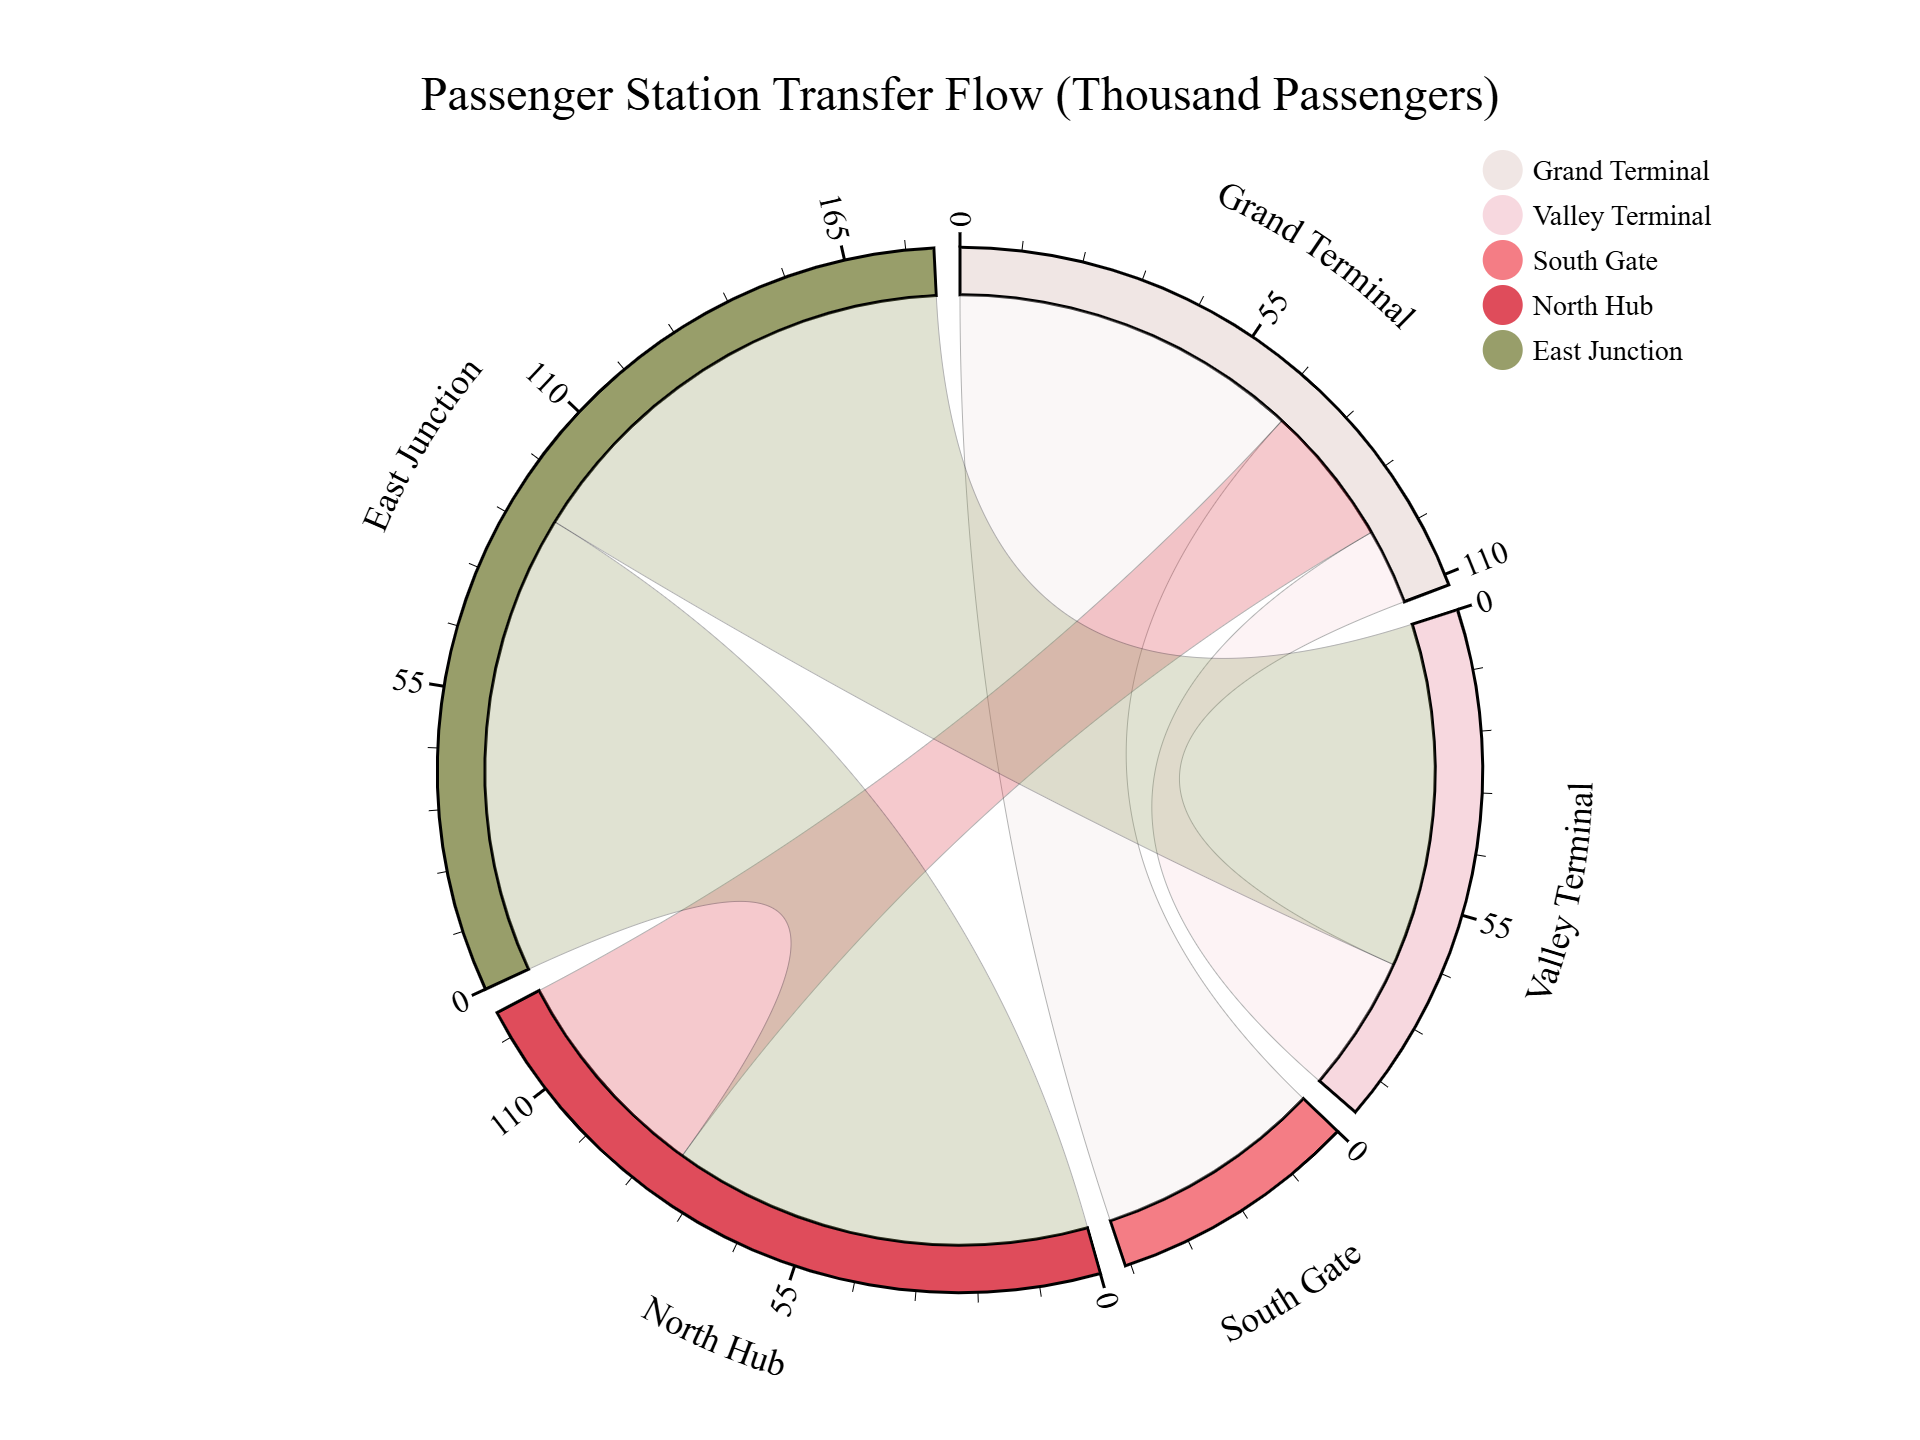 Passenger Station Transfer Flow (Thousand Passengers)
Grand Terminal
Valley Terminal
South Gate
North Hub
East Junction
Grand Terminal
0
55
110
Valley Terminal
0
55
South Gate
0
North Hub
0
55
110
East Junction
0
55
110
165